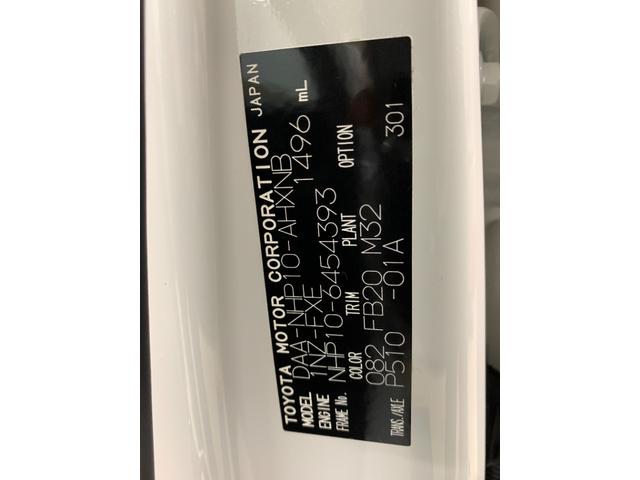 TOYOTA MOTOR CORPORATION JAPAN
MODEL DAA-NHP10-AHXNB
ENGINE 1NZ-FXE 1496 mL
FRAME No. NHP10-6454393
COLOR TRIM PLANT OPTION
082 FB20 M32
TRANS./AXLE P510 -01A 301